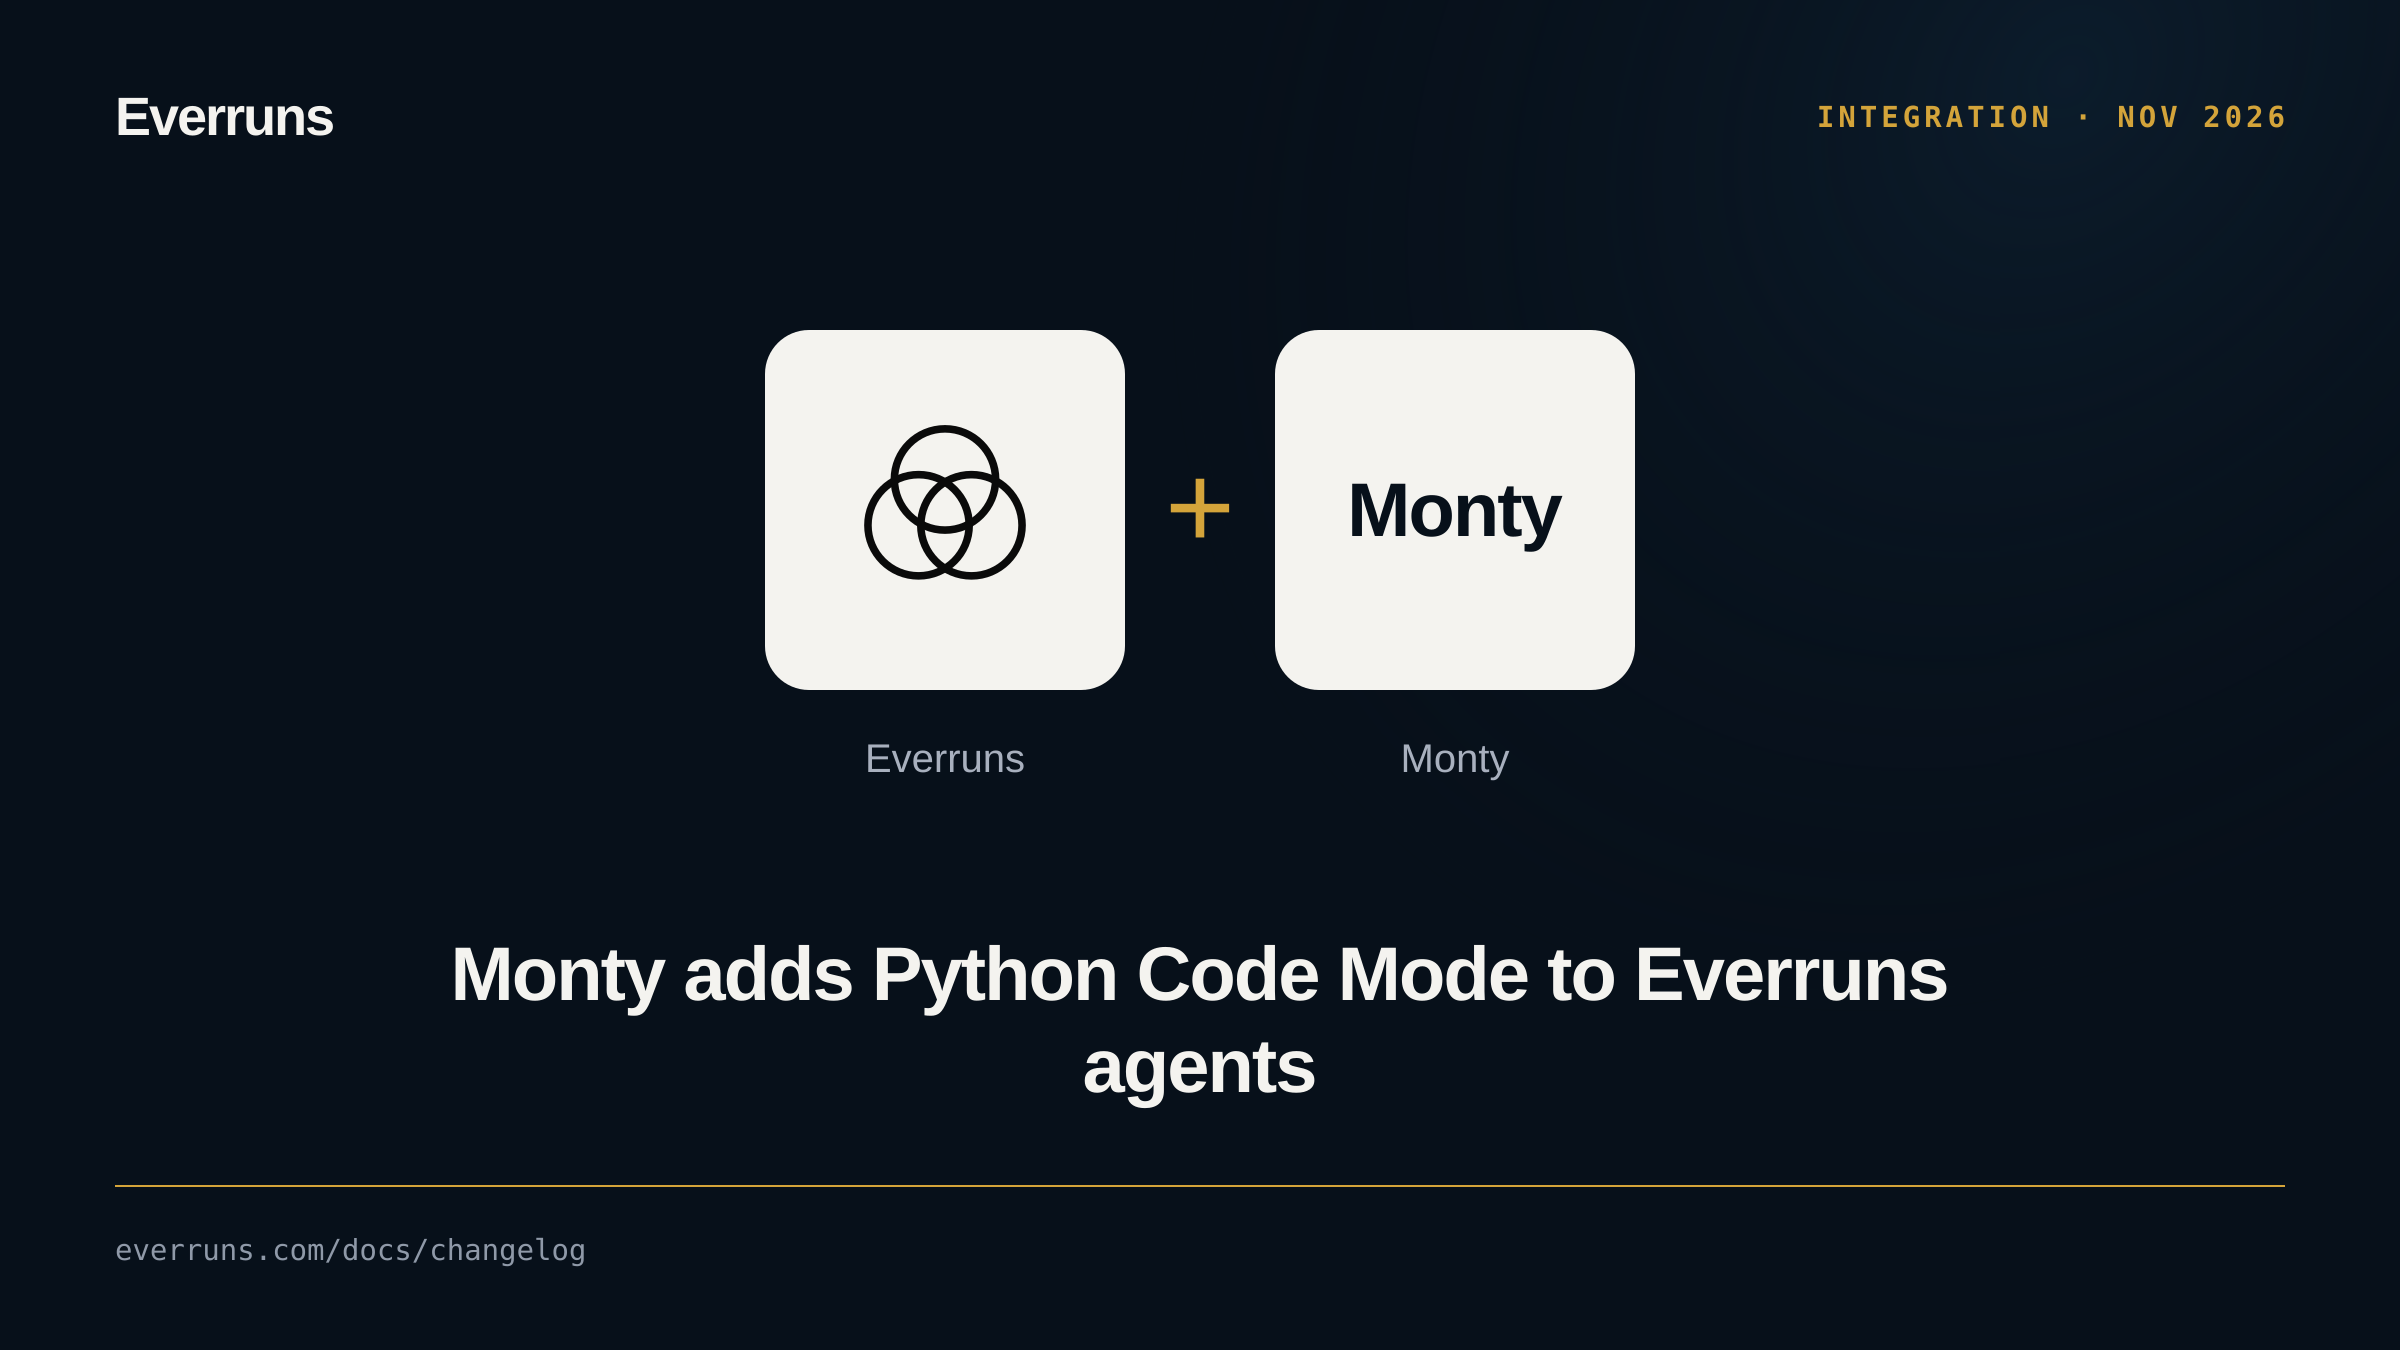 Everruns
INTEGRATION · NOV 2026
+
Monty
Everruns
Monty
Monty adds Python Code Mode to Everruns
agents
everruns.com/docs/changelog